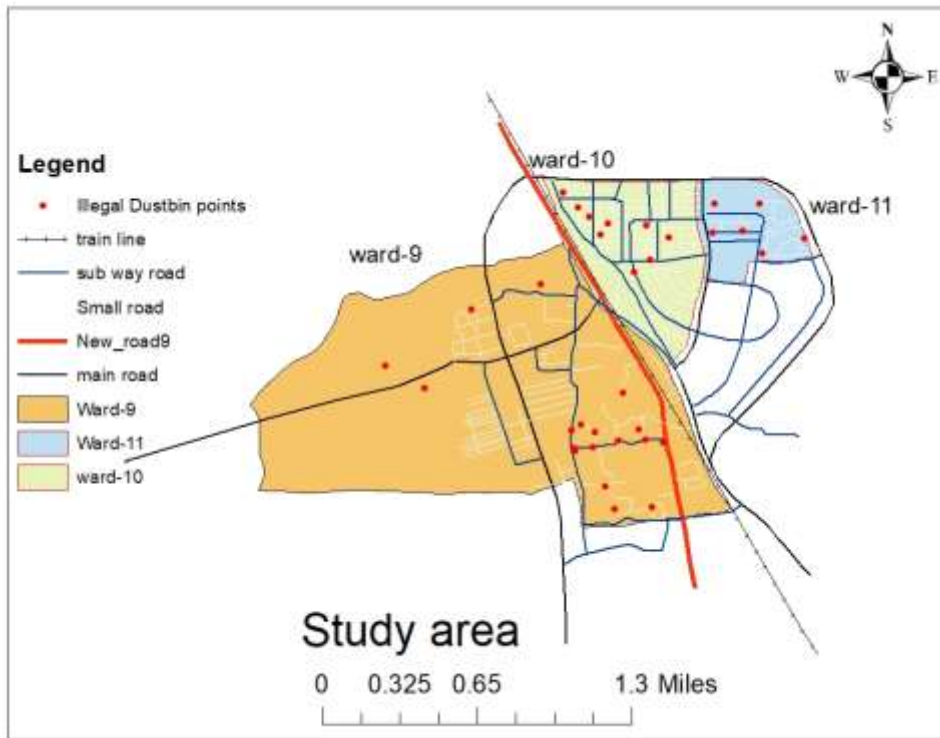 N
W E
S
ward-10
Legend
Illegal Dustbin points
ward-11
train line
ward-9
sub way road
Small road
New_road9
main road
Ward-9
Ward-11
ward-10
Study area
0 0.325 0.65 1.3 Miles